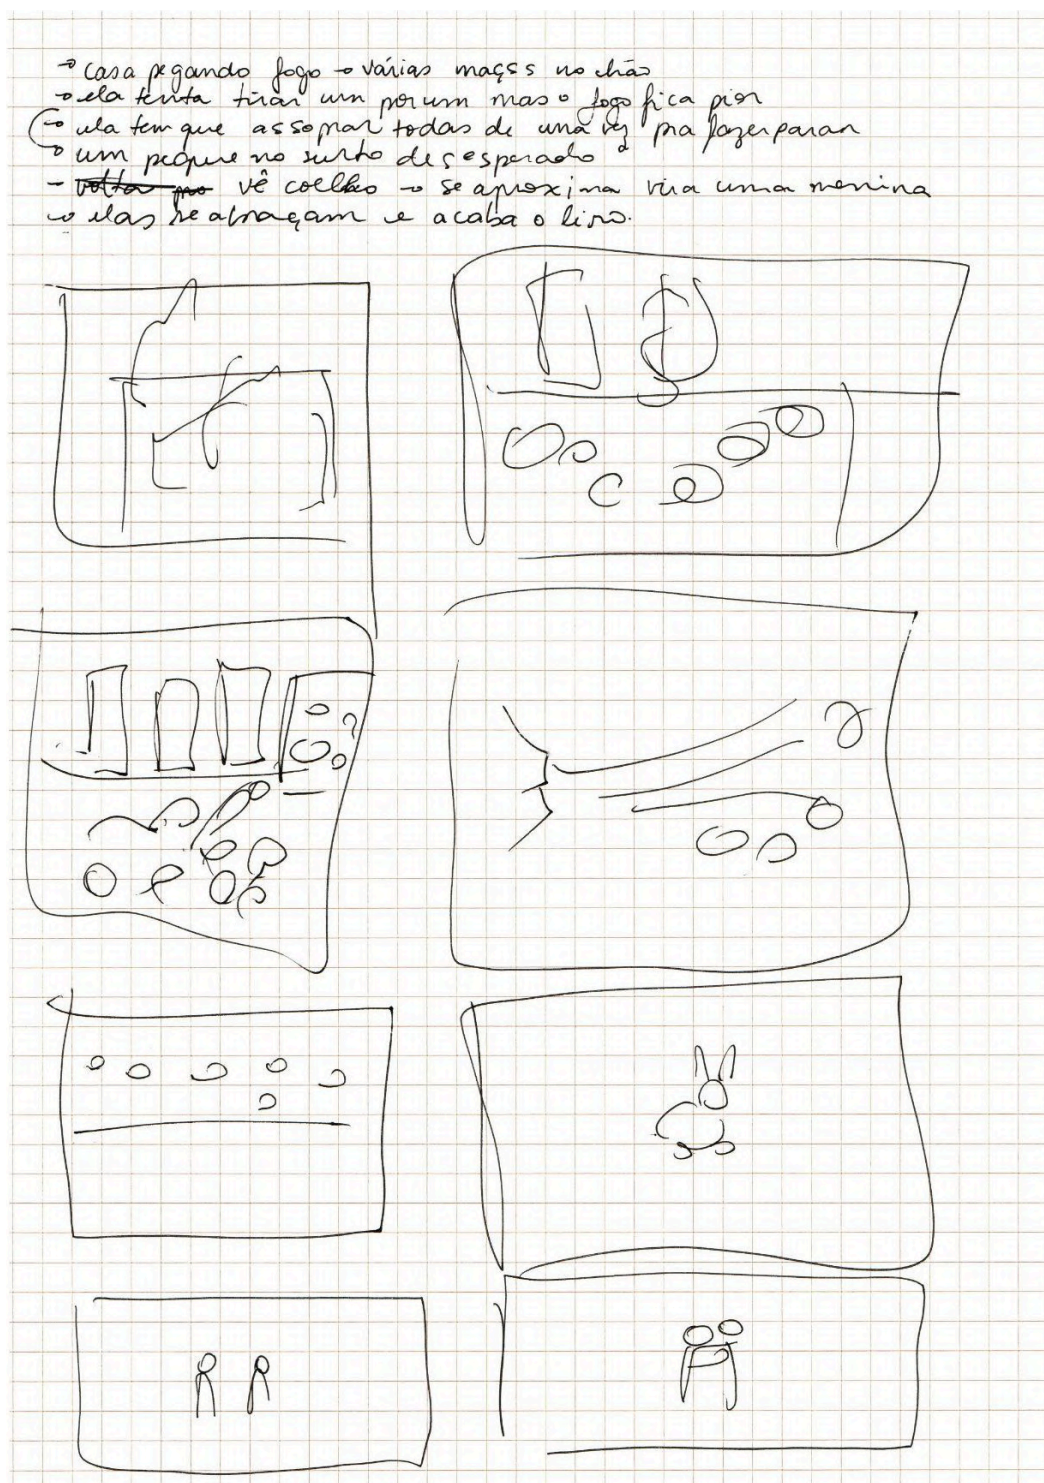 → casa pegando fogo → várias maçãs no chão
→ ela tenta tirar um por um mas o fogo fica pior
→ ela tem que assoprar todas de uma vez pra fazer parar
→ um pequeno surto desesperado
- volta vê coelho → se aproxima vira uma menina
→ elas se abraçam e acaba o livro.